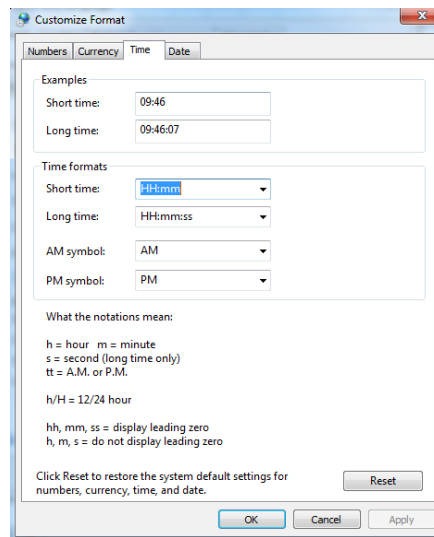 Customize Format
Numbers Currency Time Date
Examples
Short time: 09:46
Long time: 09:46:07
Time formats
Short time: HH:mm
Long time: HH:mm:ss
AM symbol: AM
PM symbol: PM
What the notations mean:
h = hour m = minute
s = second (long time only)
tt = A.M. or P.M.
h/H = 12/24 hour
hh, mm, ss = display leading zero
h, m, s = do not display leading zero
Click Reset to restore the system default settings for
numbers, currency, time, and date.
Reset
OK Cancel Apply